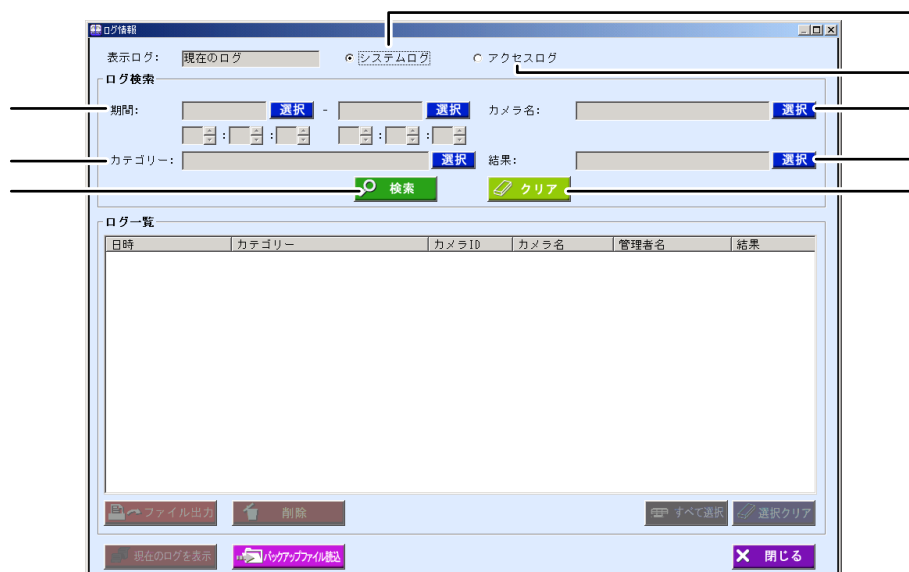 ログ情報
表示ログ: 現在のログ システムログ アクセスログ
ログ検索
期間: 選択 - 選択 カメラ名: 選択
: : : :
カテゴリー: 選択 結果: 選択
検索 クリア
ログ一覧
日時 カテゴリー カメラID カメラ名 管理者名 結果
ファイル出力 削除 すべて選択 選択クリア
現在のログを表示 バックアップファイル読込 閉じる